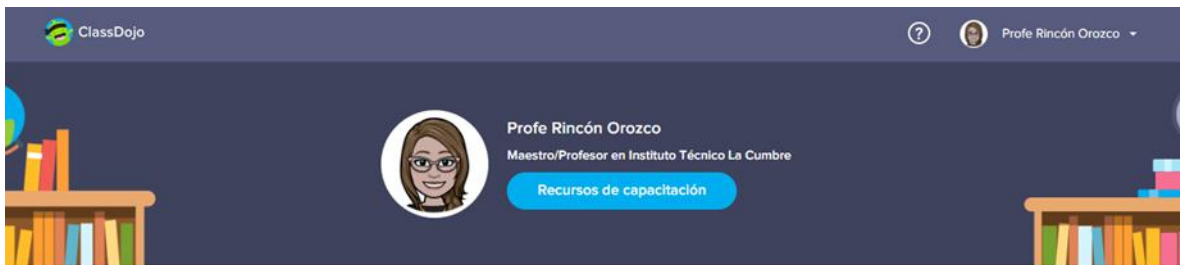 ClassDojo
? Profe Rincón Orozco
Profe Rincón Orozco
Maestro/Profesor en Instituto Técnico La Cumbre
Recursos de capacitación